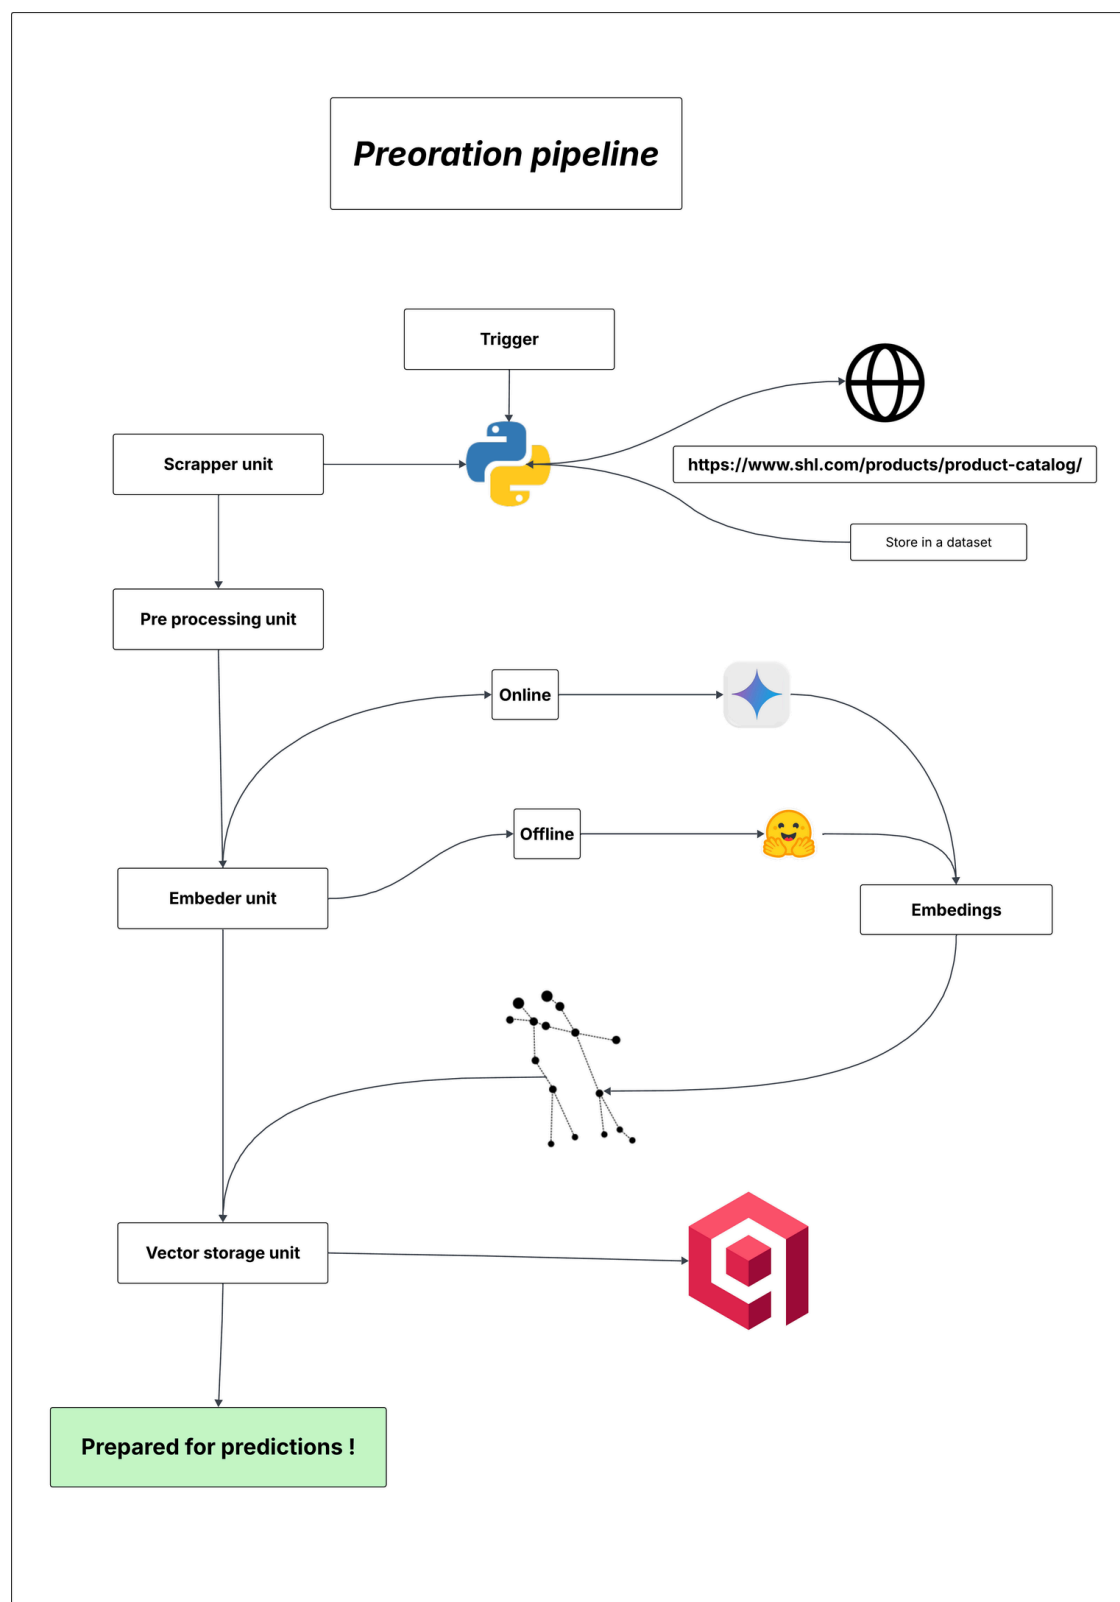 Preoration pipeline
Trigger
Scrapper unit
https://www.shl.com/products/product-catalog/
Store in a dataset
Pre processing unit
Online
Offline
Embeder unit
Embedings
Vector storage unit
Prepared for predictions !